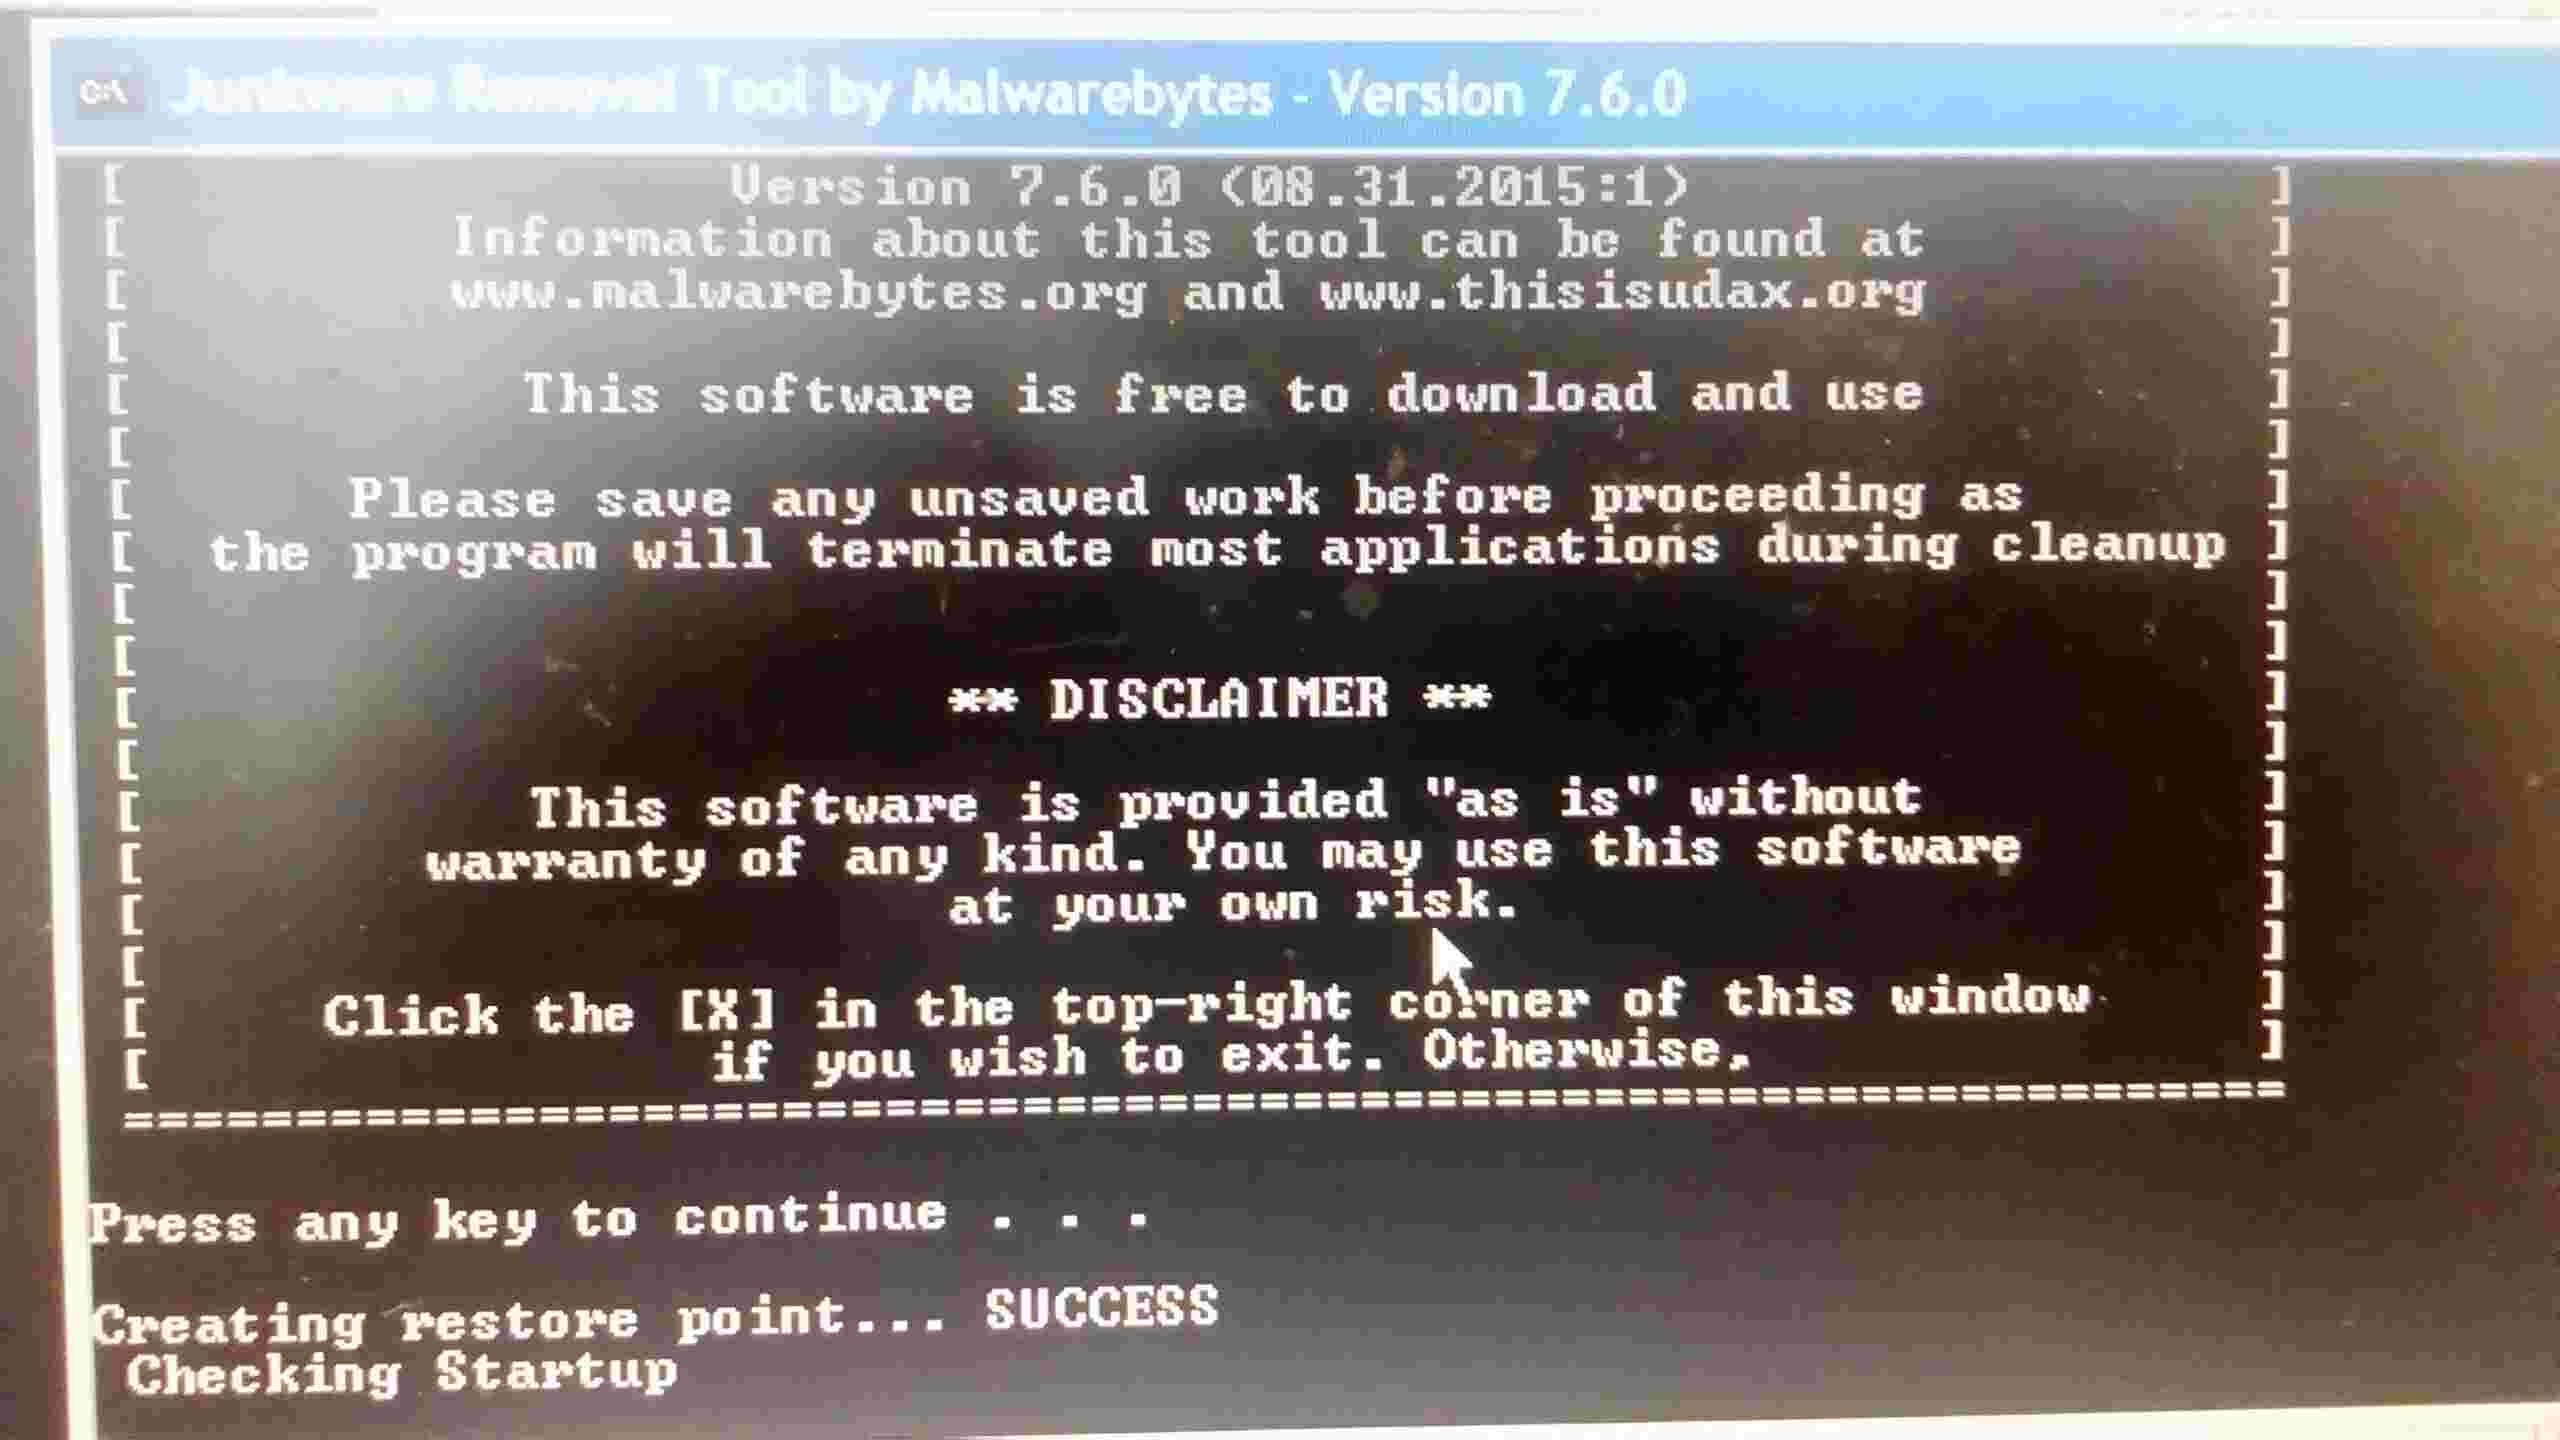 C:\ Junkware Removal Tool by Malwarebytes - Version 7.6.0
[ Version 7.6.0 (08.31.2015:1) ]
[ Information about this tool can be found at ]
[ www.malwarebytes.org and www.thisisudax.org ]
[ ]
[ This software is free to download and use ]
[ ]
[ Please save any unsaved work before proceeding as ]
[ the program will terminate most applications during cleanup ]
[ ]
[ ]
[ ** DISCLAIMER ** ]
[ ]
[ This software is provided "as is" without ]
[ warranty of any kind. You may use this software ]
[ at your own risk. ]
[ ]
[ Click the [X] in the top-right corner of this window ]
[ if you wish to exit. Otherwise, ]
===============================================================
Press any key to continue . . .
Creating restore point... SUCCESS
Checking Startup